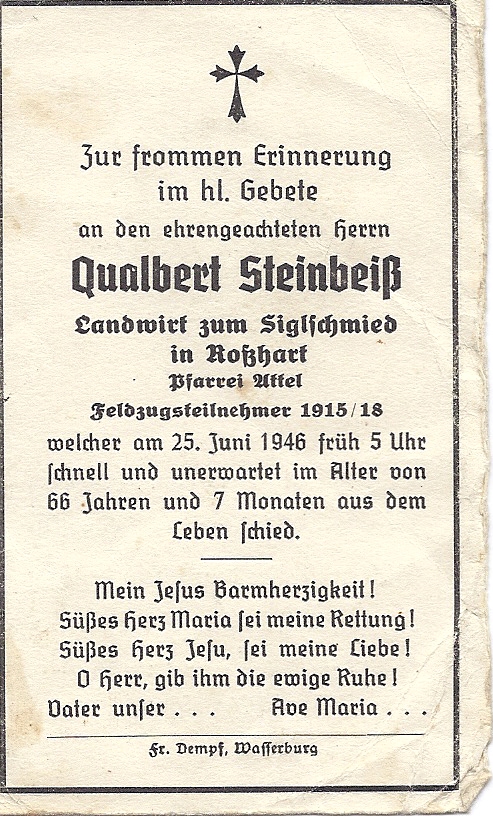 Zur frommen Erinnerung
im hl. Gebete
an den ehrengeachteten Herrn
Qualbert Steinbeiß
Landwirt zum Siglschmied
in Roßhart
Pfarrei Attel
Feldzugsteilnehmer 1915/18
welcher am 25. Juni 1946 früh 5 Uhr
schnell und unerwartet im Alter von
66 Jahren und 7 Monaten aus dem
Leben schied.
Mein Jesus Barmherzigkeit!
Süßes Herz Maria sei meine Rettung!
Süßes Herz Jesu, sei meine Liebe!
O Herr, gib ihm die ewige Ruhe!
Vater unser . . . Ave Maria . . .
Fr. Dempf, Wasserburg